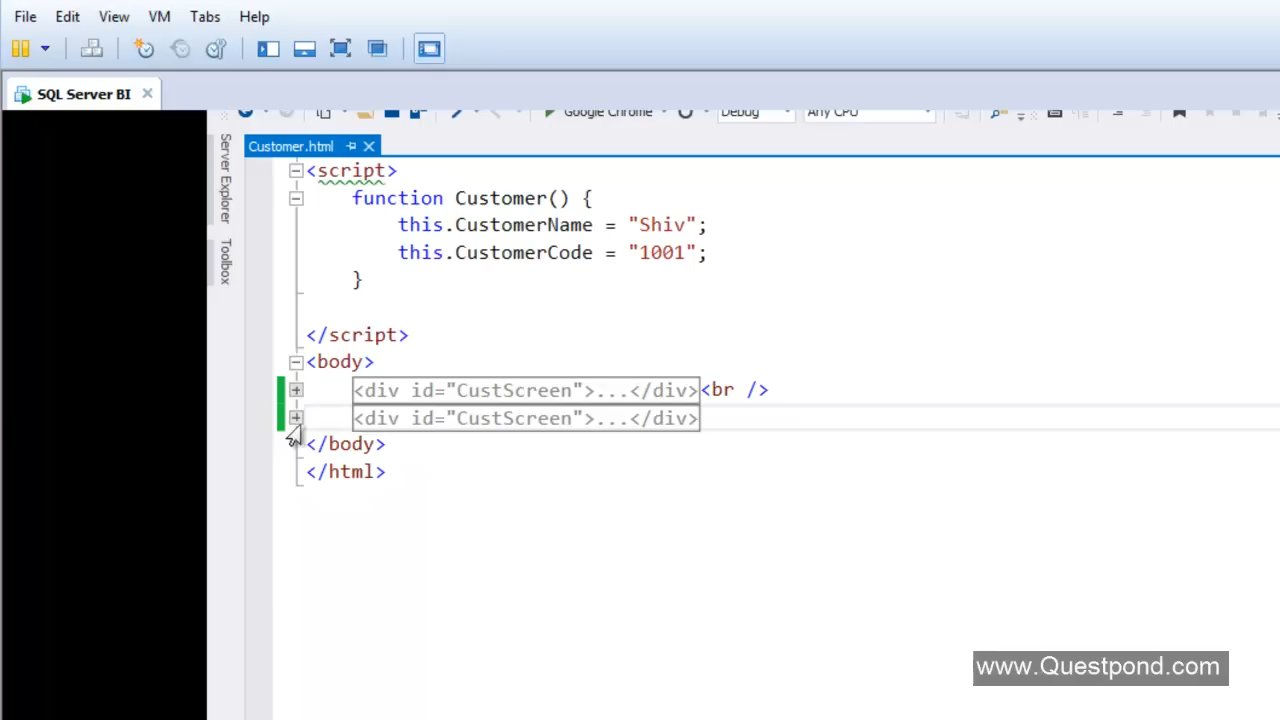 File Edit View VM Tabs Help
SQL Server BI
Google Chrome Debug Any CPU
Server Explorer
Toolbox
Customer.html
<script>
function Customer() {
this.CustomerName = "Shiv";
this.CustomerCode = "1001";
}
</script>
<body>
<div id="CustScreen">...</div><br />
<div id="CustScreen">...</div>
</body>
</html>
www.Questpond.com